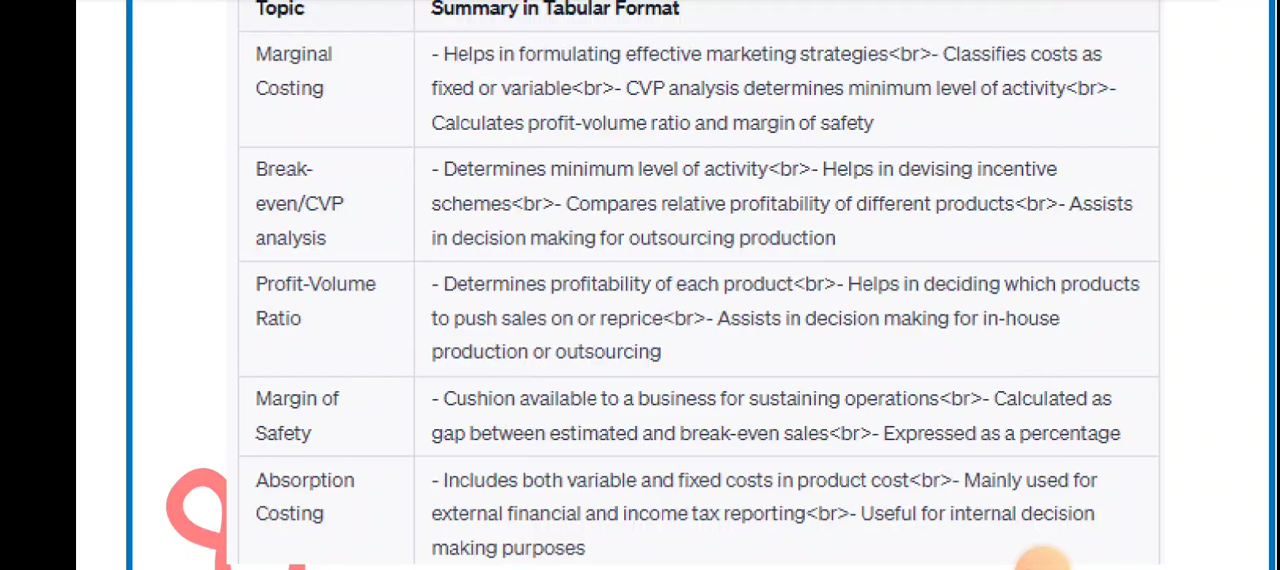 Topic
Summary in Tabular Format
Marginal
Costing
- Helps in formulating effective marketing strategies<br>- Classifies costs as
fixed or variable<br>- CVP analysis determines minimum level of activity<br>-
Calculates profit-volume ratio and margin of safety
Break-
even/CVP
analysis
- Determines minimum level of activity<br>- Helps in devising incentive
schemes<br>- Compares relative profitability of different products<br>- Assists
in decision making for outsourcing production
Profit-Volume
Ratio
- Determines profitability of each product<br>- Helps in deciding which products
to push sales on or reprice<br>- Assists in decision making for in-house
production or outsourcing
Margin of
Safety
- Cushion available to a business for sustaining operations<br>- Calculated as
gap between estimated and break-even sales<br>- Expressed as a percentage
Absorption
Costing
- Includes both variable and fixed costs in product cost<br>- Mainly used for
external financial and income tax reporting<br>- Useful for internal decision
making purposes